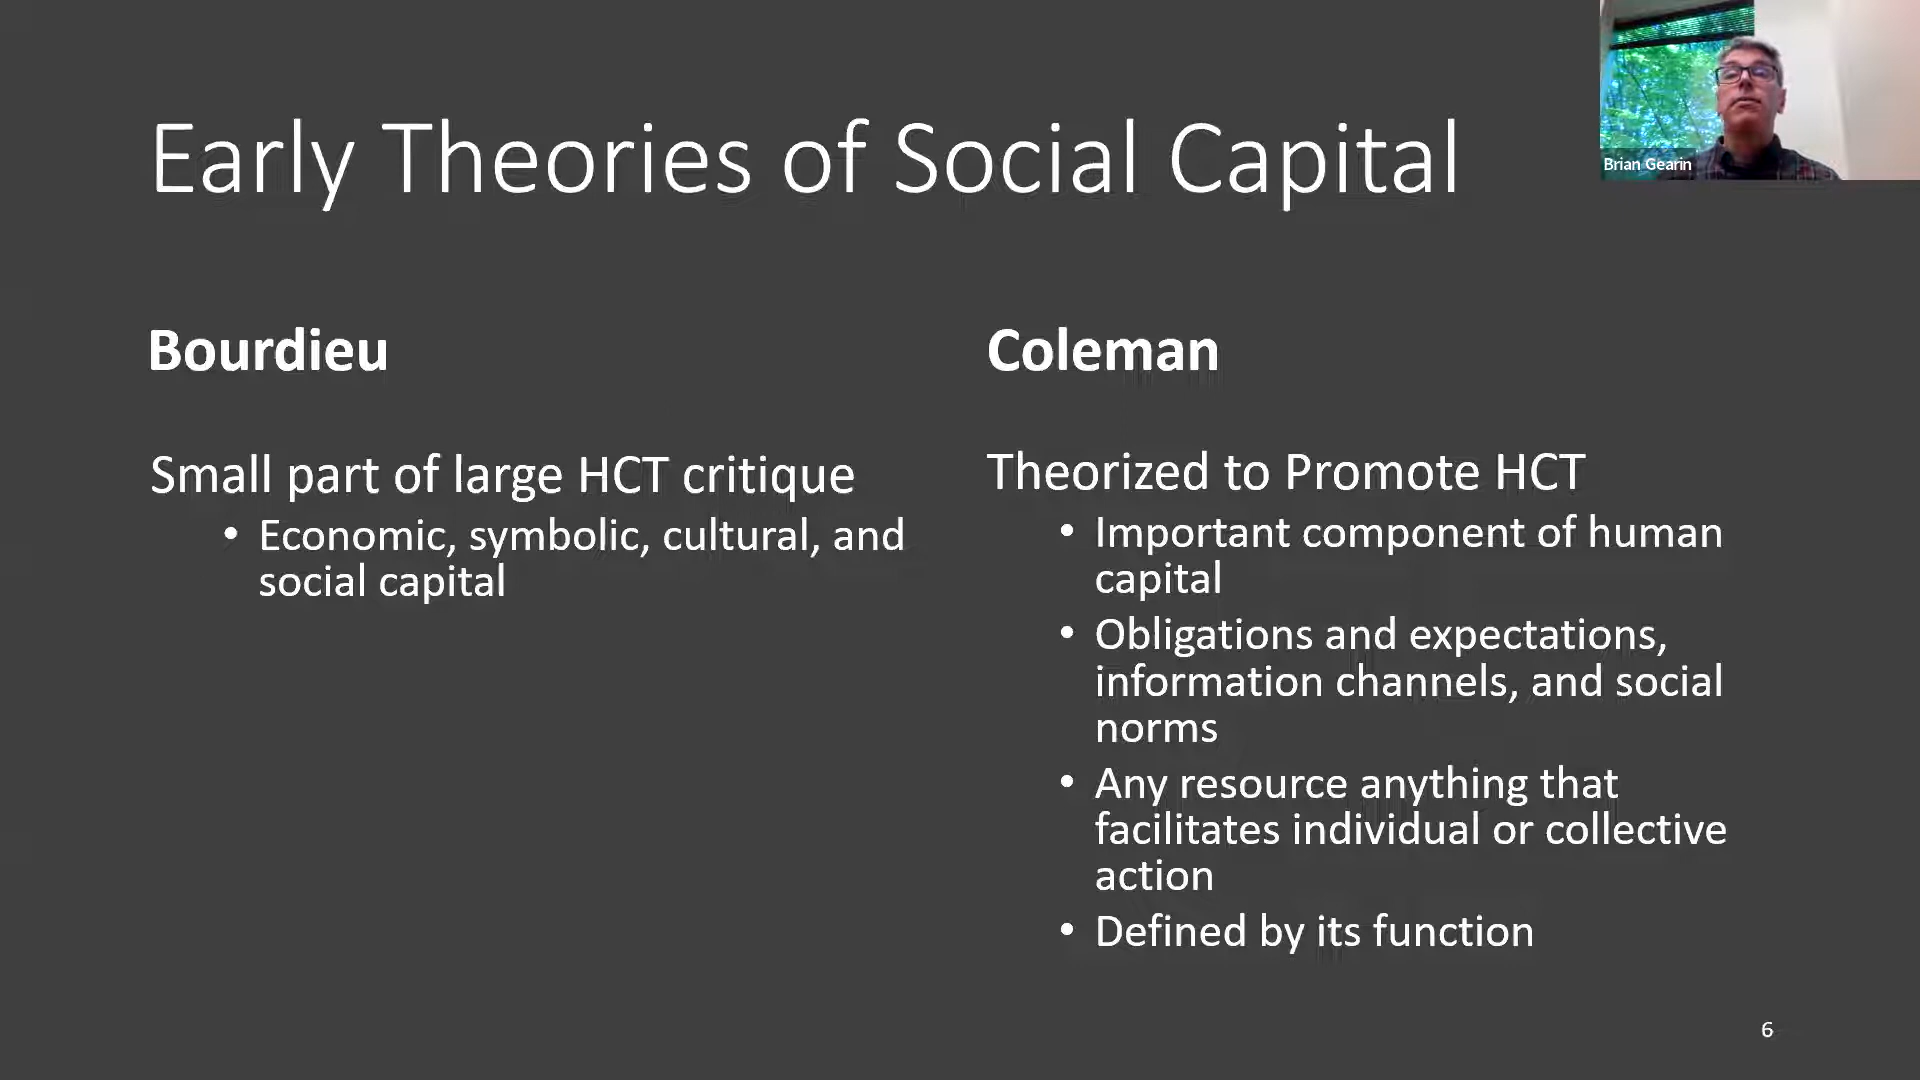 Early Theories of Social Capital
Brian Gearin
Bourdieu
Small part of large HCT critique
• Economic, symbolic, cultural, and
social capital
Coleman
Theorized to Promote HCT
• Important component of human
capital
• Obligations and expectations,
information channels, and social
norms
• Any resource anything that
facilitates individual or collective
action
• Defined by its function
6